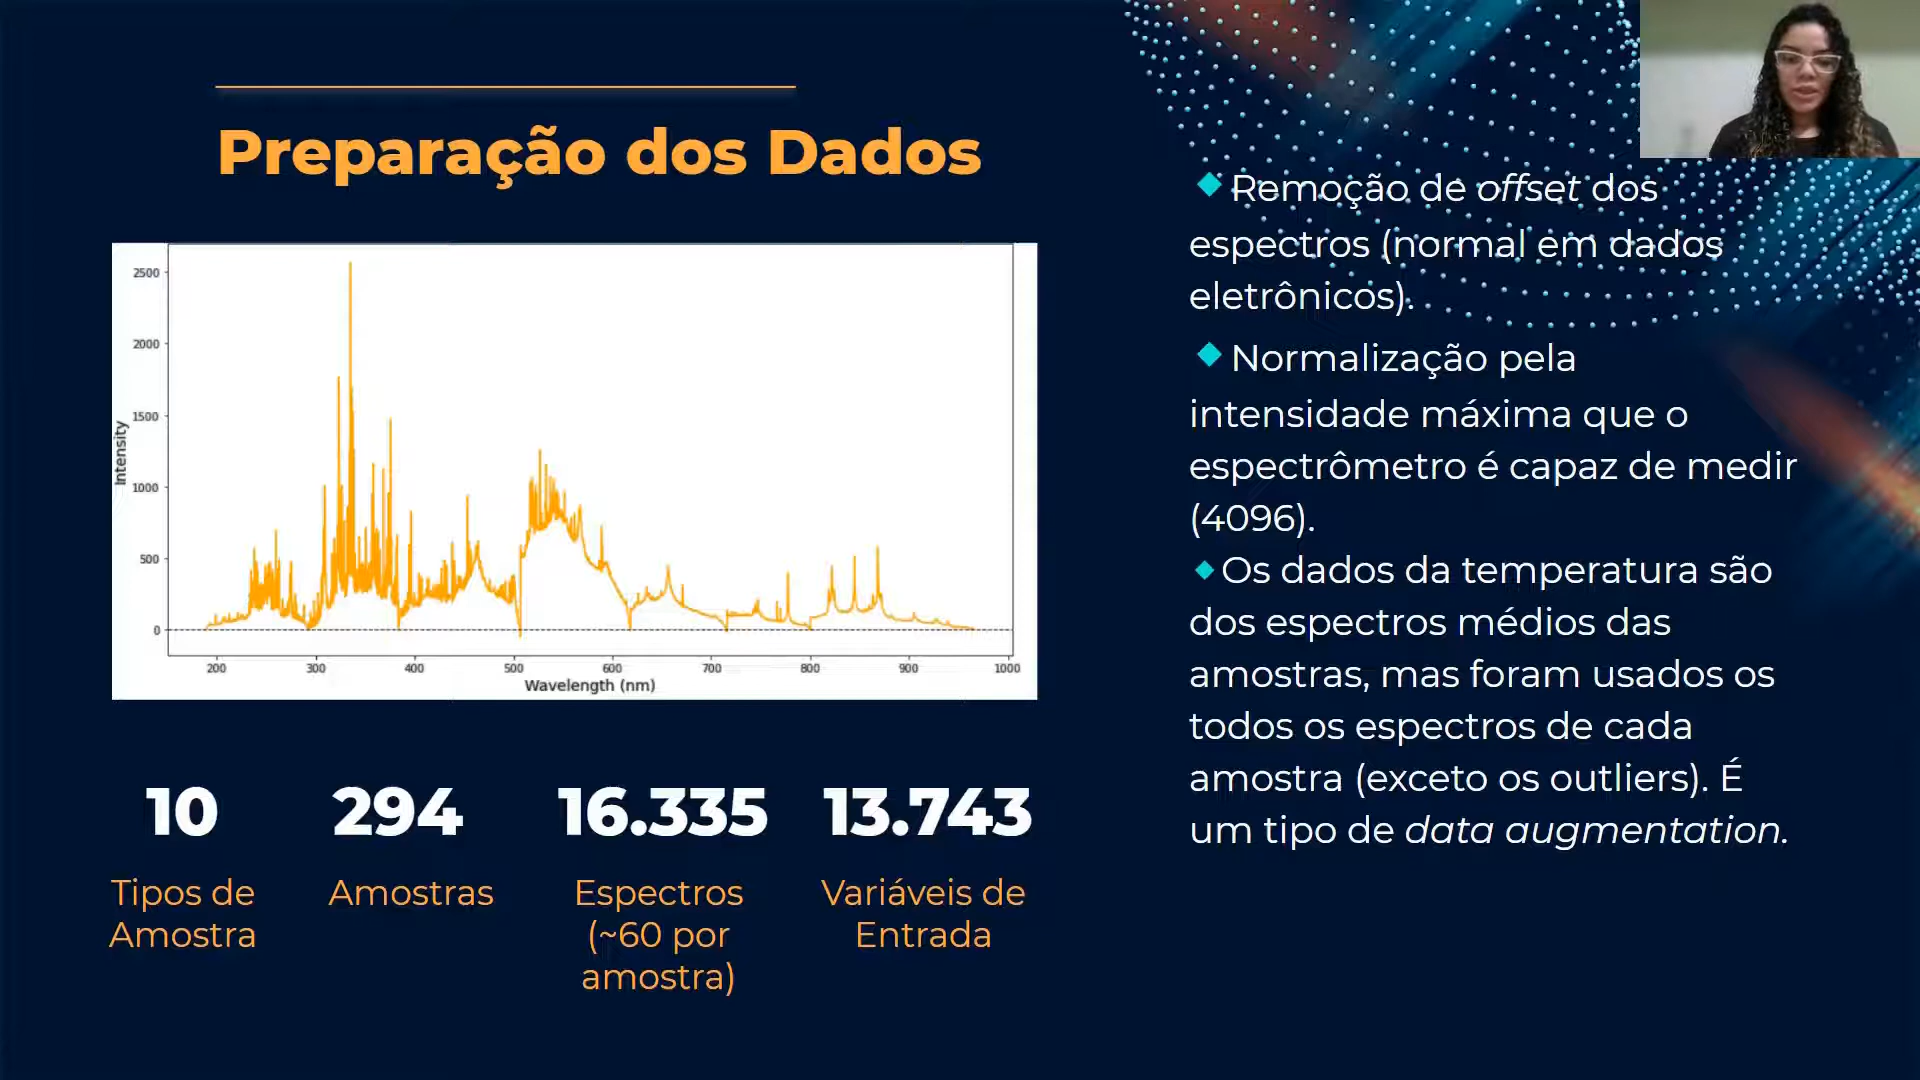 Preparação dos Dados
2500
2000
1500
1000
500
0
Intensity
200 300 400 500 600 700 800 900 1000
Wavelength (nm)
10 294 16.335 13.743
Tipos de
Amostra
Amostras
Espectros
(~60 por
amostra)
Variáveis de
Entrada
Remoção de offset dos
espectros (normal em dados
eletrônicos).
Normalização pela
intensidade máxima que o
espectrômetro é capaz de medir
(4096).
Os dados da temperatura são
dos espectros médios das
amostras, mas foram usados os
todos os espectros de cada
amostra (exceto os outliers). É
um tipo de data augmentation.